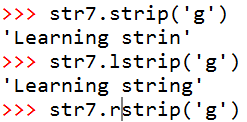 >>> str7.strip('g')
'Learning strin'
>>> str7.lstrip('g')
'Learning string'
>>> str7.rstrip('g')